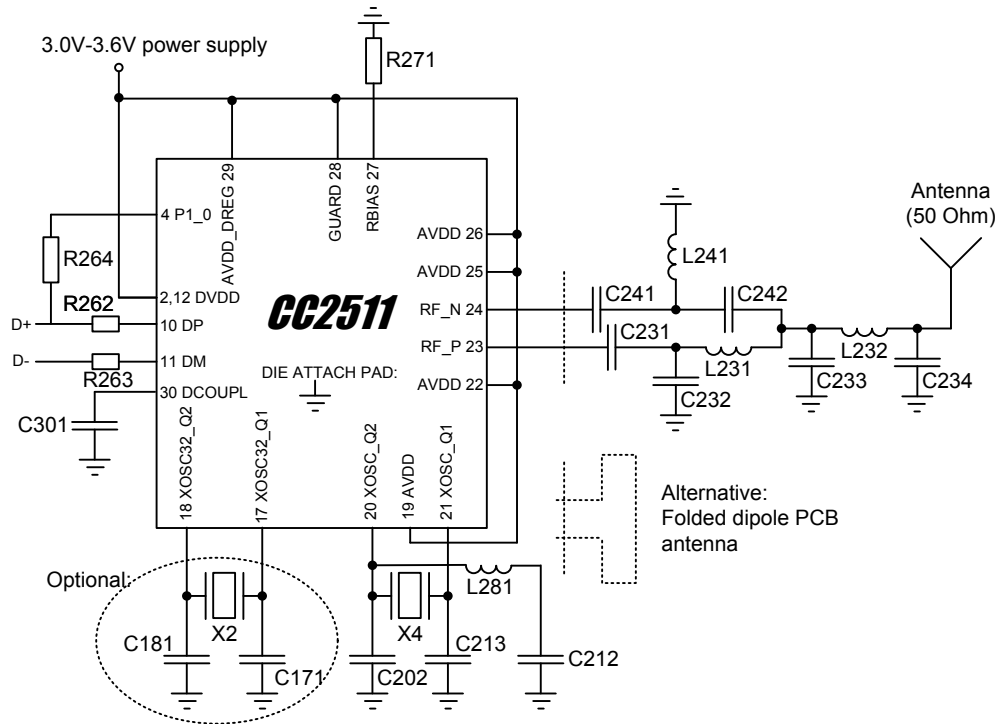 3.0V-3.6V power supply
R271
AVDD_DREG 29
GUARD 28
RBIAS 27
4 P1_0
R264
R262
2,12 DVDD
D+
10 DP
D-
11 DM
R263
30 DCOUPL
C301
CC2511
DIE ATTACH PAD:
AVDD 26
AVDD 25
RF_N 24
RF_P 23
AVDD 22
18 XOSC32_Q2
17 XOSC32_Q1
20 XOSC_Q2
19 AVDD
21 XOSC_Q1
L241
C241
C242
C231
L231
C232
C233
L232
C234
Antenna
(50 Ohm)
Alternative:
Folded dipole PCB
antenna
Optional:
X2
C181
C171
X4
L281
C202
C213
C212